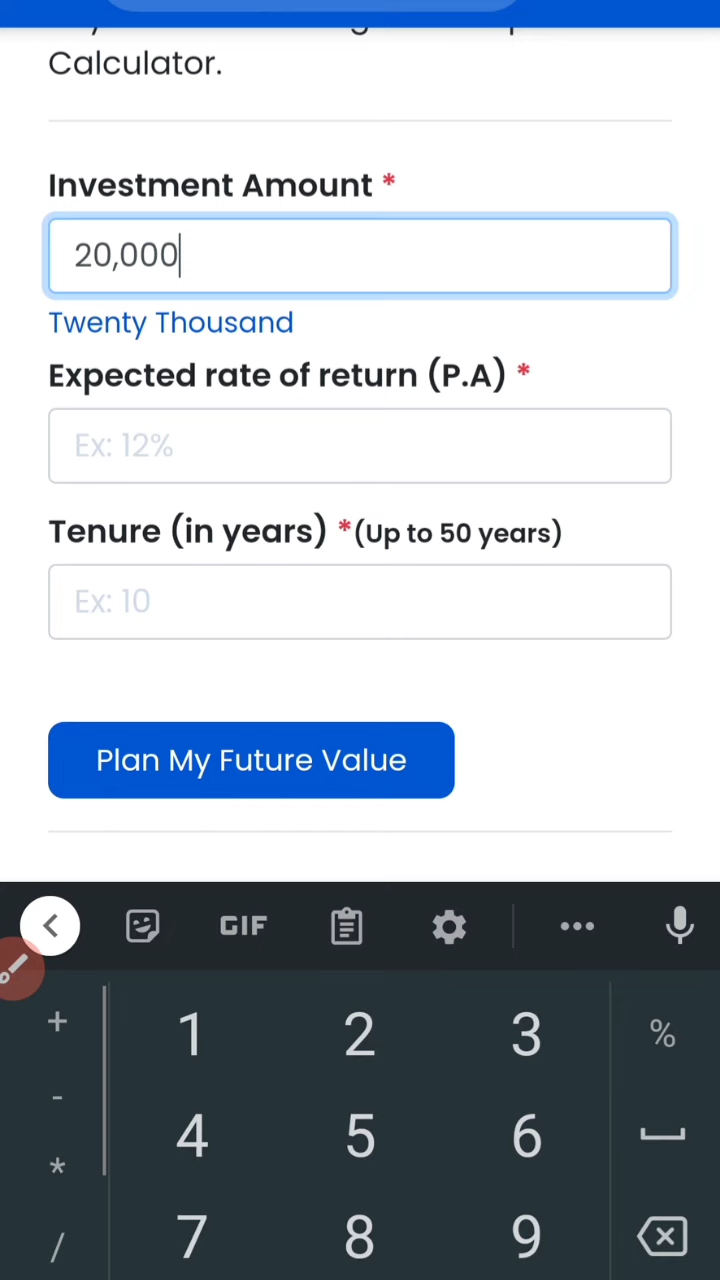 Calculator.
Investment Amount *
20,000
Twenty Thousand
Expected rate of return (P.A) *
Ex: 12%
Tenure (in years) *(Up to 50 years)
Ex: 10
Plan My Future Value
GIF
+ 1 2 3 %
-
4 5 6
*
/ 7 8 9